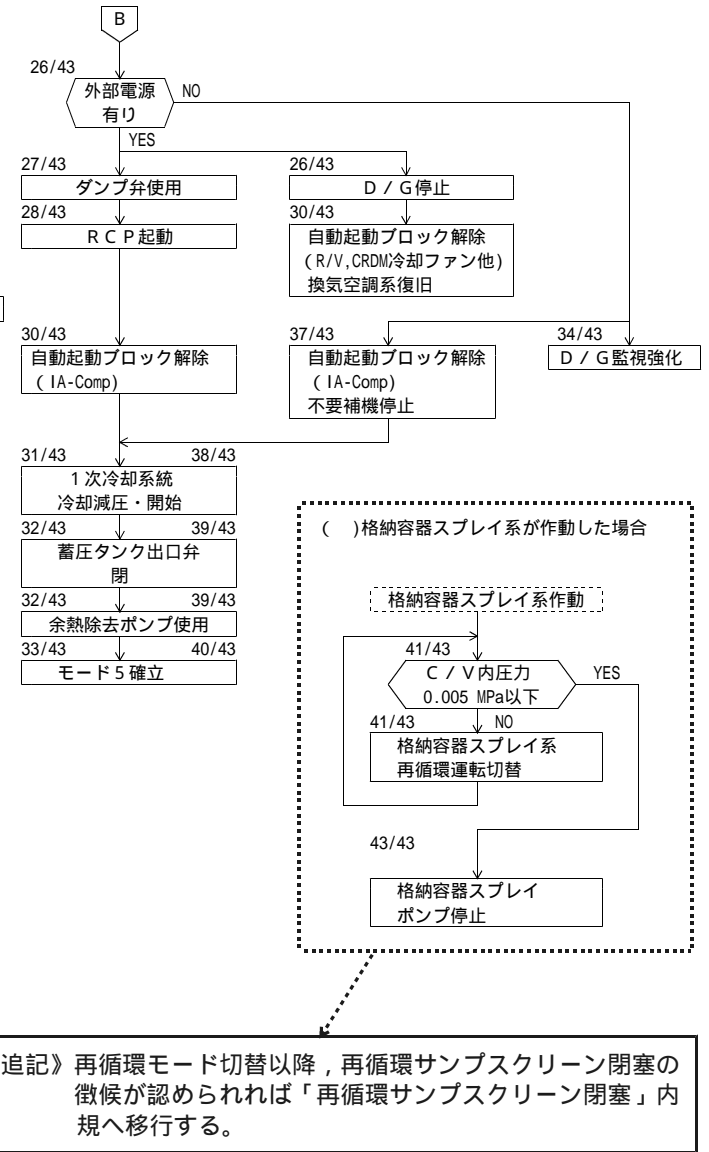 B
26/43
外部電源
有り
NO
YES
27/43
ダンプ弁使用
28/43
RCP起動
26/43
D/G停止
30/43
自動起動ブロック解除
(R/V,CRDM冷却ファン他)
換気空調系復旧
30/43
自動起動ブロック解除
(IA-Comp)
37/43
自動起動ブロック解除
(IA-Comp)
不要補機停止
34/43
D/G監視強化
31/43 38/43
1次冷却系統
冷却減圧・開始
32/43 39/43
蓄圧タンク出口弁
閉
32/43 39/43
余熱除去ポンプ使用
33/43 40/43
モード5確立
( )格納容器スプレイ系が作動した場合
格納容器スプレイ系作動
41/43
C/V内圧力
0.005 MPa以下
YES
NO
41/43
格納容器スプレイ系
再循環運転切替
43/43
格納容器スプレイ
ポンプ停止
追記》再循環モード切替以降,再循環サンプスクリーン閉塞の
徴候が認められれば「再循環サンプスクリーン閉塞」内
規へ移行する。